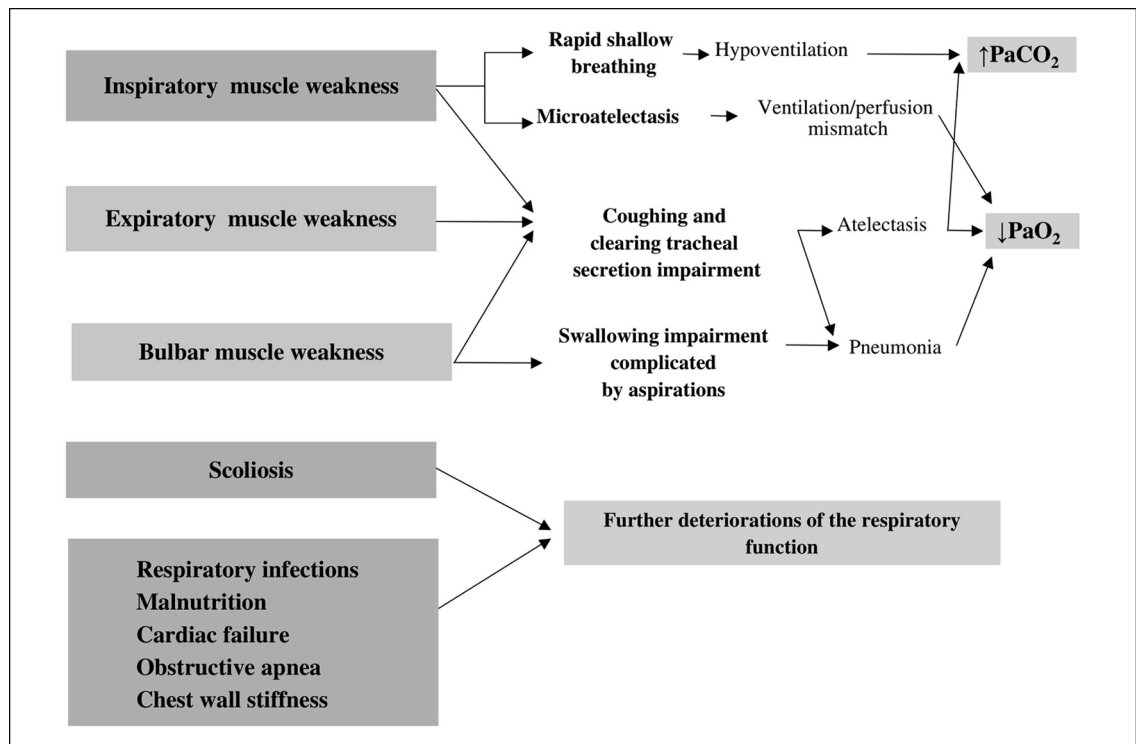 Inspiratory muscle weakness
Rapid shallow
breathing
Hypoventilation
↑PaCO₂
Microatelectasis
Ventilation/perfusion
mismatch
Expiratory muscle weakness
Coughing and
clearing tracheal
secretion impairment
Atelectasis
↓PaO₂
Bulbar muscle weakness
Swallowing impairment
complicated
by aspirations
Pneumonia
Scoliosis
Further deteriorations of the respiratory
function
Respiratory infections
Malnutrition
Cardiac failure
Obstructive apnea
Chest wall stiffness